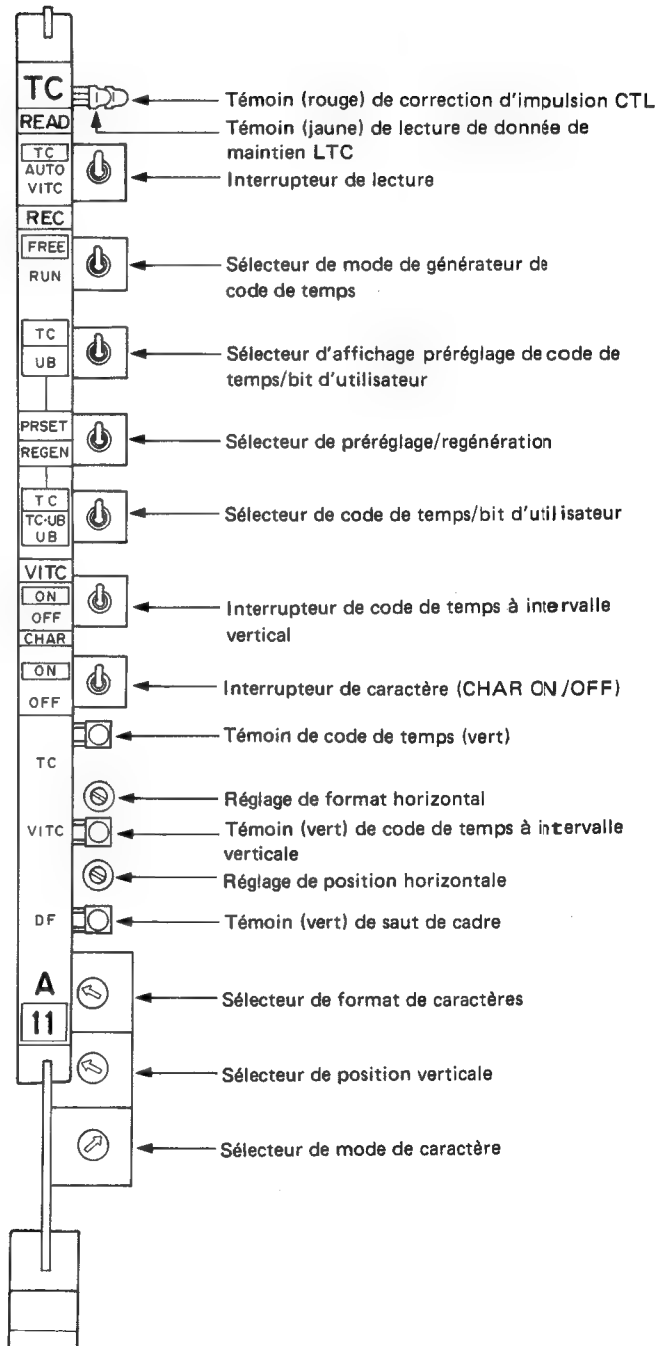 TC
READ
TC
AUTO
VITC
REC
FREE
RUN
TC
UB
PRSET
REGEN
TC
TC·UB
UB
VITC
ON
OFF
CHAR
ON
OFF
TC
VITC
DF
A
11
Témoin (rouge) de correction d'impulsion CTL
Témoin (jaune) de lecture de donnée de
maintien LTC
Interrupteur de lecture
Sélecteur de mode de générateur de
code de temps
Sélecteur d'affichage préréglage de code de
temps/bit d'utilisateur
Sélecteur de préréglage/regénération
Sélecteur de code de temps/bit d'utilisateur
Interrupteur de code de temps à intervalle
vertical
Interrupteur de caractère (CHAR ON/OFF)
Témoin de code de temps (vert)
Réglage de format horizontal
Témoin (vert) de code de temps à intervalle
verticale
Réglage de position horizontale
Témoin (vert) de saut de cadre
Sélecteur de format de caractères
Sélecteur de position verticale
Sélecteur de mode de caractère